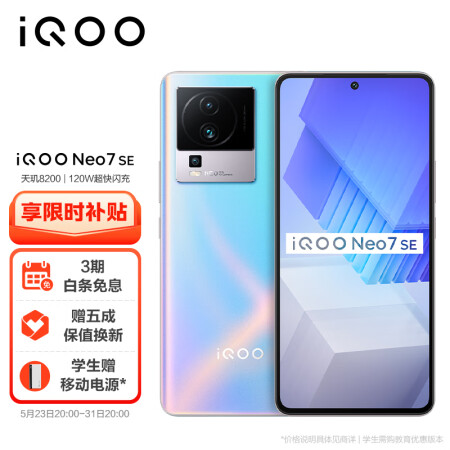 iQOO
iQOO Neo7 SE
天玑8200 | 120W超快闪充
享限时补贴
3期
白条免息
免
赠五成
保值换新
学生赠
移动电源*
5月23日20:00-31日20:00
iQOO
iQOO Neo7 SE
*价格说明具体见商详 | 学生需购教育优惠版本